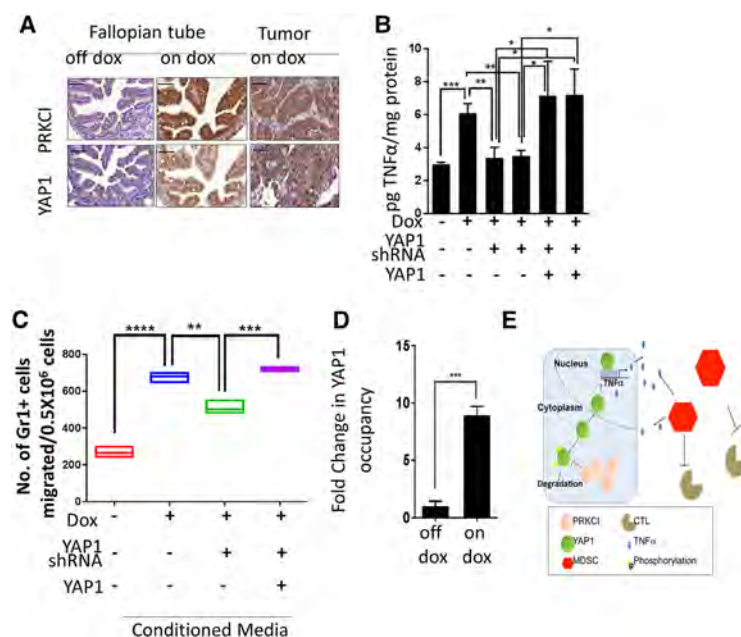 A
Fallopian tube
Tumor
off dox
on dox
on dox
PRKCI
YAP1
B
pg TNFα/mg protein
10
8
6
4
2
0
***
**
**
*
*
*
*
Dox - + + + + +
YAP1 shRNA - - + + + +
YAP1 - - - - + +
C
No. of Gr1+ cells
migrated/0.5X10⁶ cells
800
600
400
200
0
****
**
***
Dox - + + +
YAP1 shRNA - - + +
YAP1 - - - +
Conditioned Media
D
Fold Change in YAP1
occupancy
15
10
5
0
***
off dox
on dox
E
Nucleus
TNFα
Cytoplasm
Degradation
PRKCI
CTL
YAP1
TNFα
MDSC
Phosphorylation